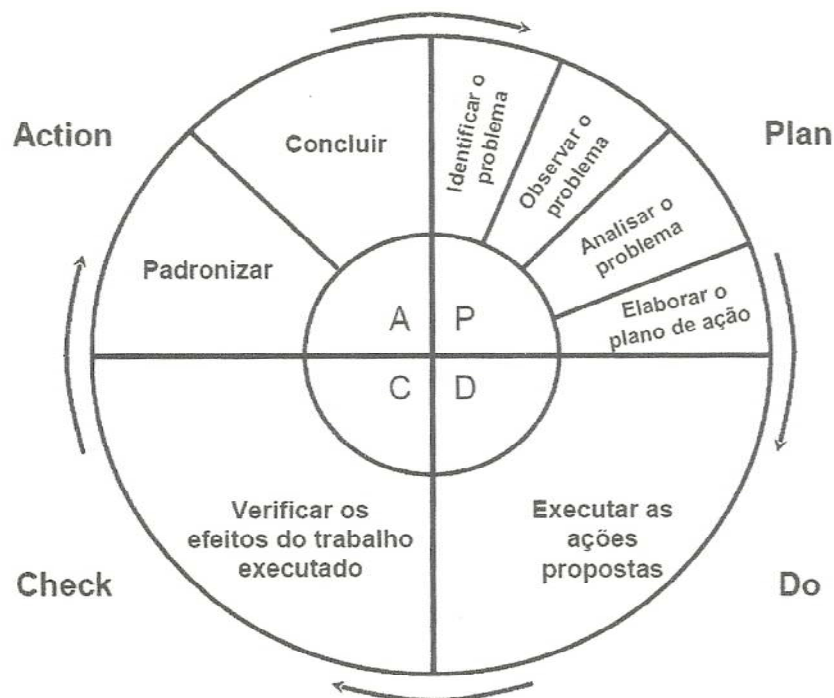 Action
Plan
Concluir
Padronizar
Identificar o
problema
Observar o
problema
Analisar o
problema
Elaborar o
plano de ação
A
P
C
D
Verificar os
efeitos do trabalho
executado
Executar as
ações
propostas
Check
Do